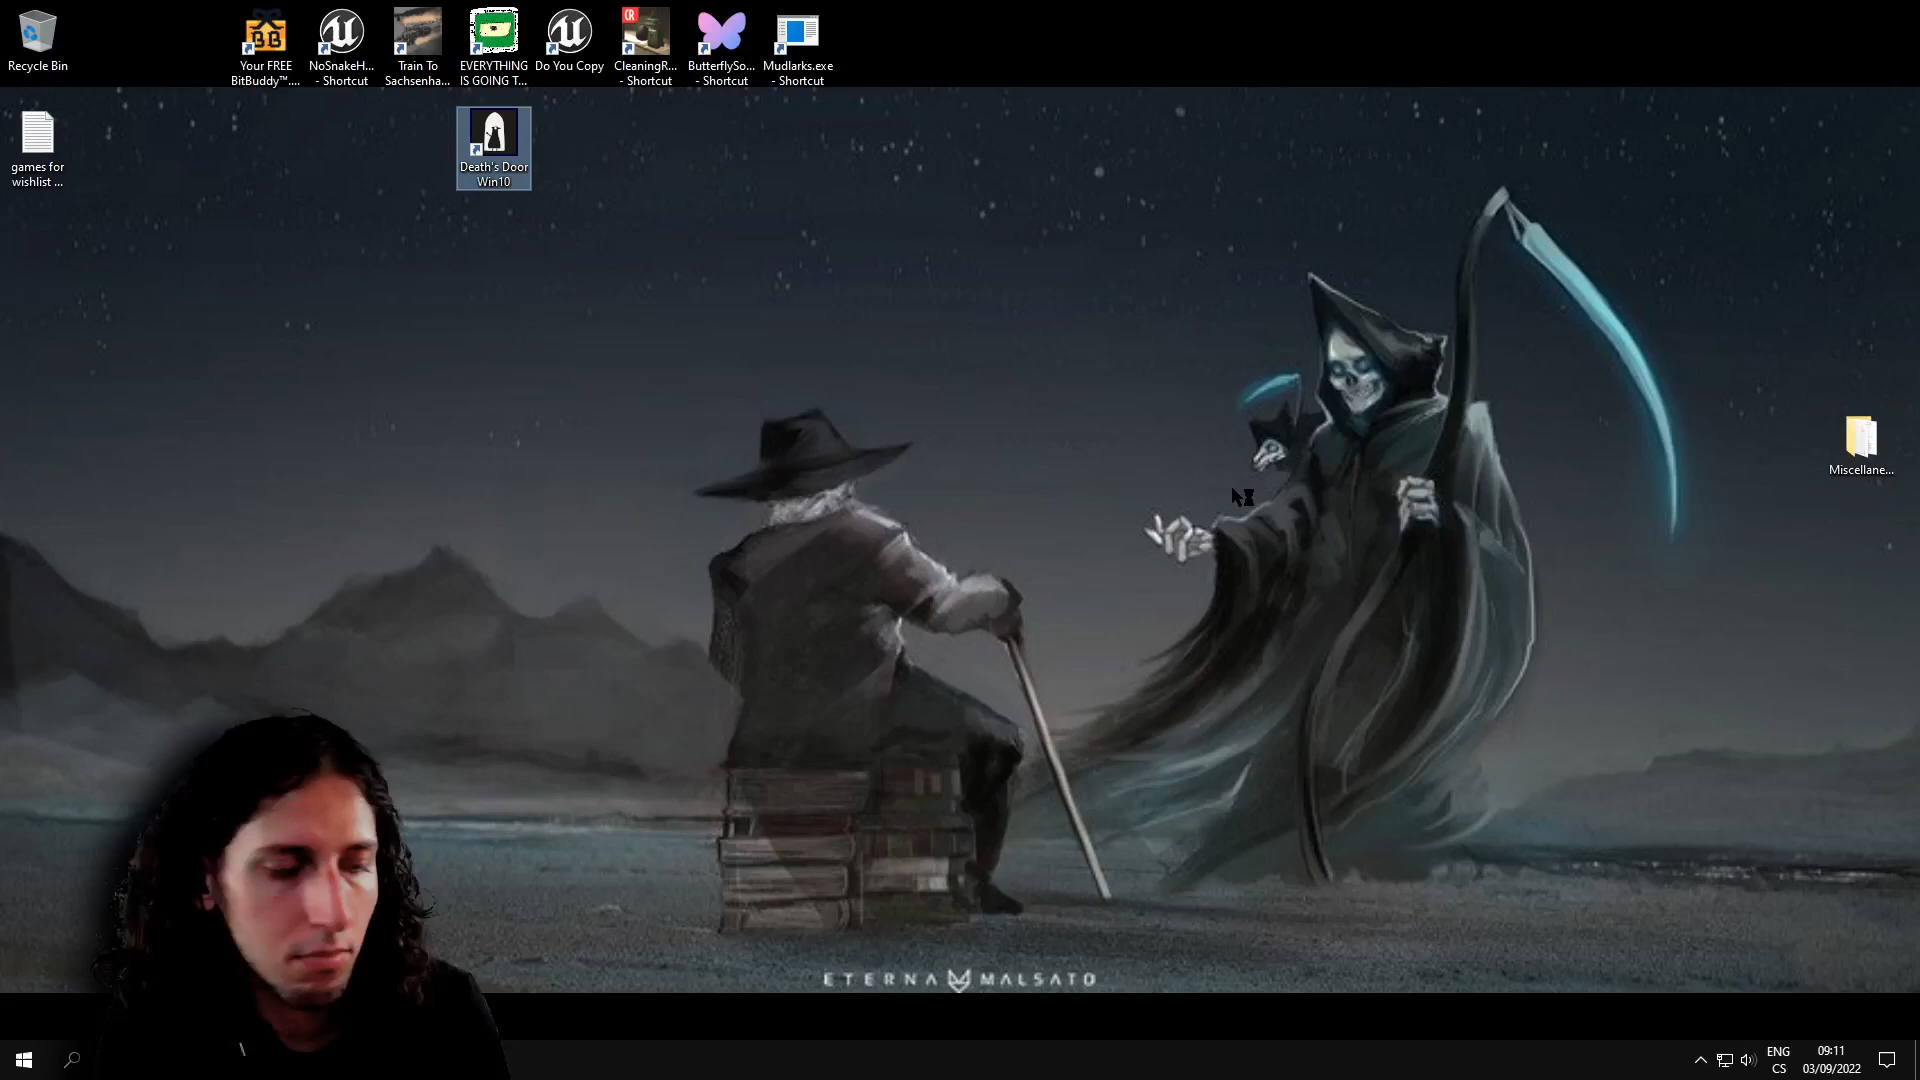 Recycle Bin
Your FREE
BitBuddy™....
NoSnakeH...
- Shortcut
Train To
Sachsenha...
EVERYTHING
IS GOING T...
Do You Copy
CR
CleaningR...
- Shortcut
ButterflySo...
- Shortcut
Mudlarks.exe
- Shortcut
games for
wishlist ...
Death's Door
Win10
Miscellane...
ETERNA MALSATO
ENG
CS
09:11
03/09/2022